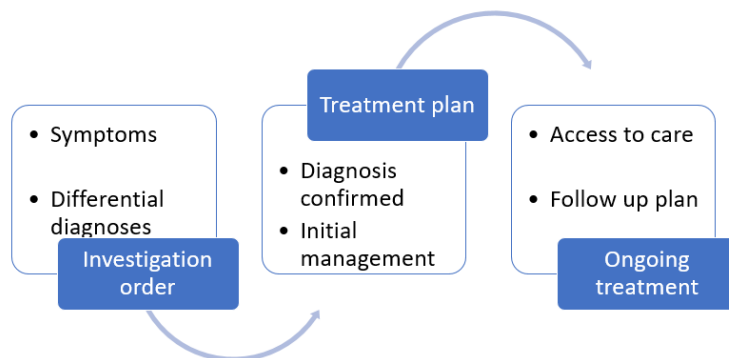 • Symptoms
• Differential
diagnoses
Investigation
order
Treatment plan
• Diagnosis
confirmed
• Initial
management
• Access to care
• Follow up plan
Ongoing
treatment